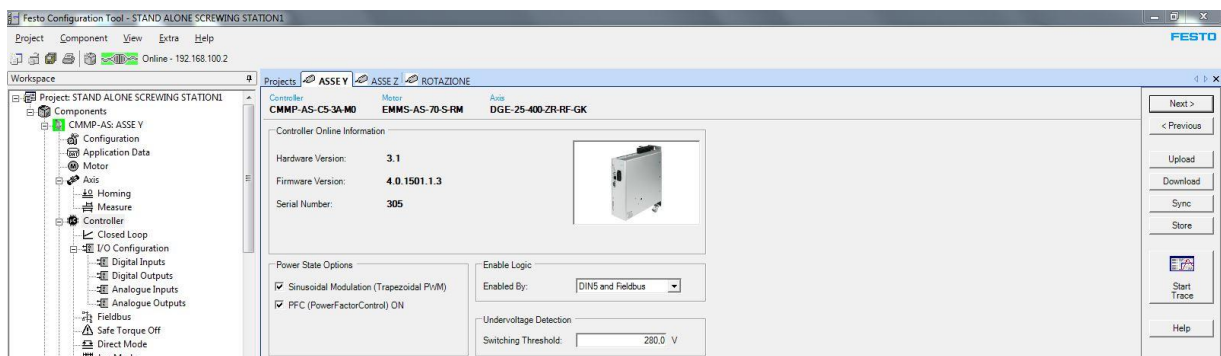 Festo Configuration Tool - STAND ALONE SCREWING STATION1
Project Component View Extra Help
FESTO
Online - 192.168.100.2
Workspace
Projects ASSE Y ASSE Z ROTAZIONE
Project: STAND ALONE SCREWING STATION1
Components
CMMP-AS: ASSE Y
Configuration
Application Data
Motor
Axis
Homing
Measure
Controller
Closed Loop
I/O Configuration
Digital Inputs
Digital Outputs
Analogue Inputs
Analogue Outputs
Fieldbus
Safe Torque Off
Direct Mode
Controller Motor Axis
CMMP-AS-C5-3A-M0 EMMS-AS-70-S-RM DGE-25-400-ZR-RF-GK
Controller Online Information
Hardware Version: 3.1
Firmware Version: 4.0.1501.1.3
Serial Number: 305
Power State Options
Sinusoidal Modulation (Trapezoidal PWM)
PFC (PowerFactorControl) ON
Enable Logic
Enabled By: DIN5 and Fieldbus
Undervoltage Detection
Switching Threshold: 280.0 V
Next >
< Previous
Upload
Download
Sync
Store
Start
Trace
Help